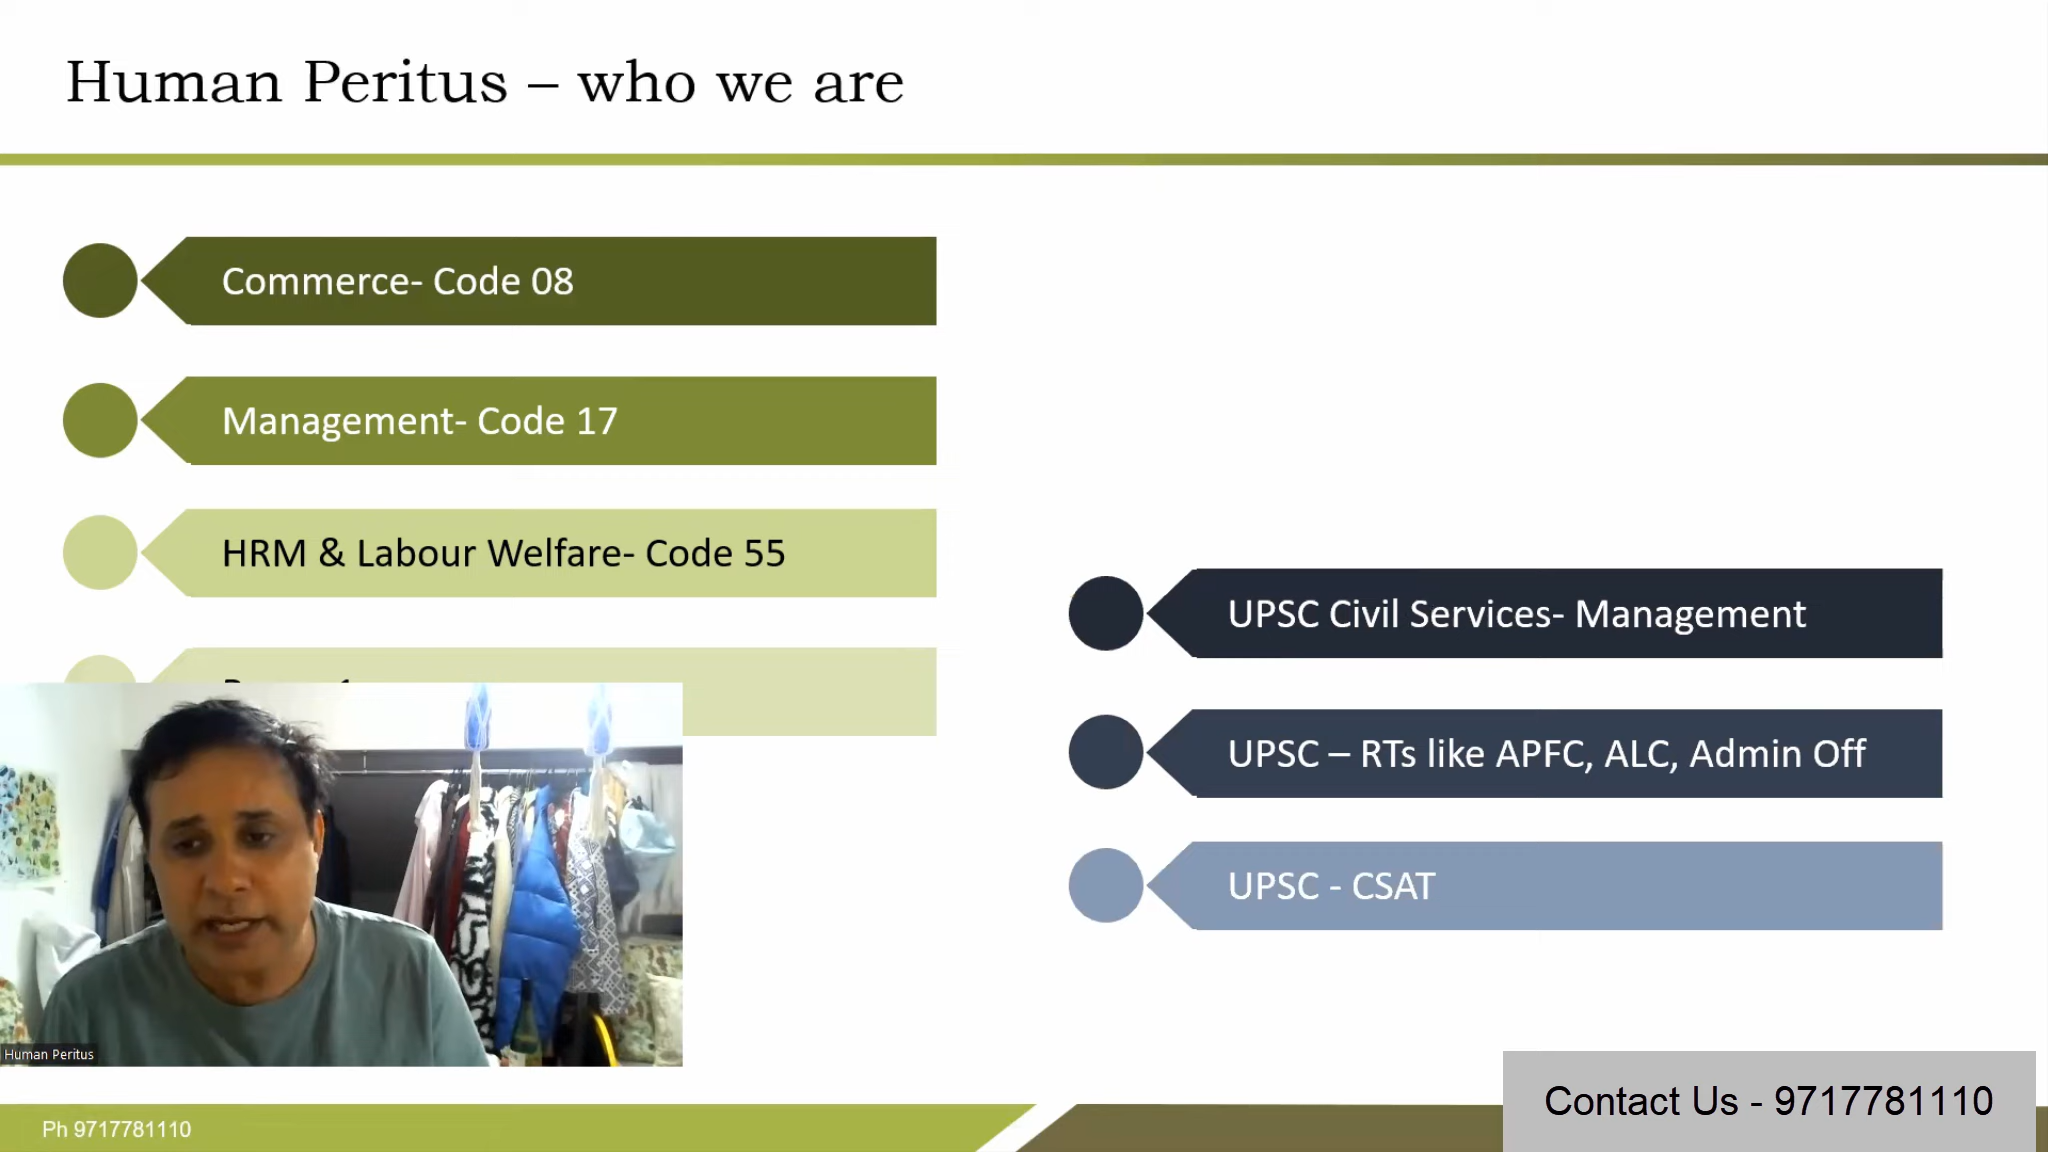 Human Peritus – who we are
Commerce- Code 08
Management- Code 17
HRM & Labour Welfare- Code 55
UPSC Civil Services- Management
UPSC – RTs like APFC, ALC, Admin Off
UPSC - CSAT
Human Peritus
Ph 9717781110
Contact Us - 9717781110